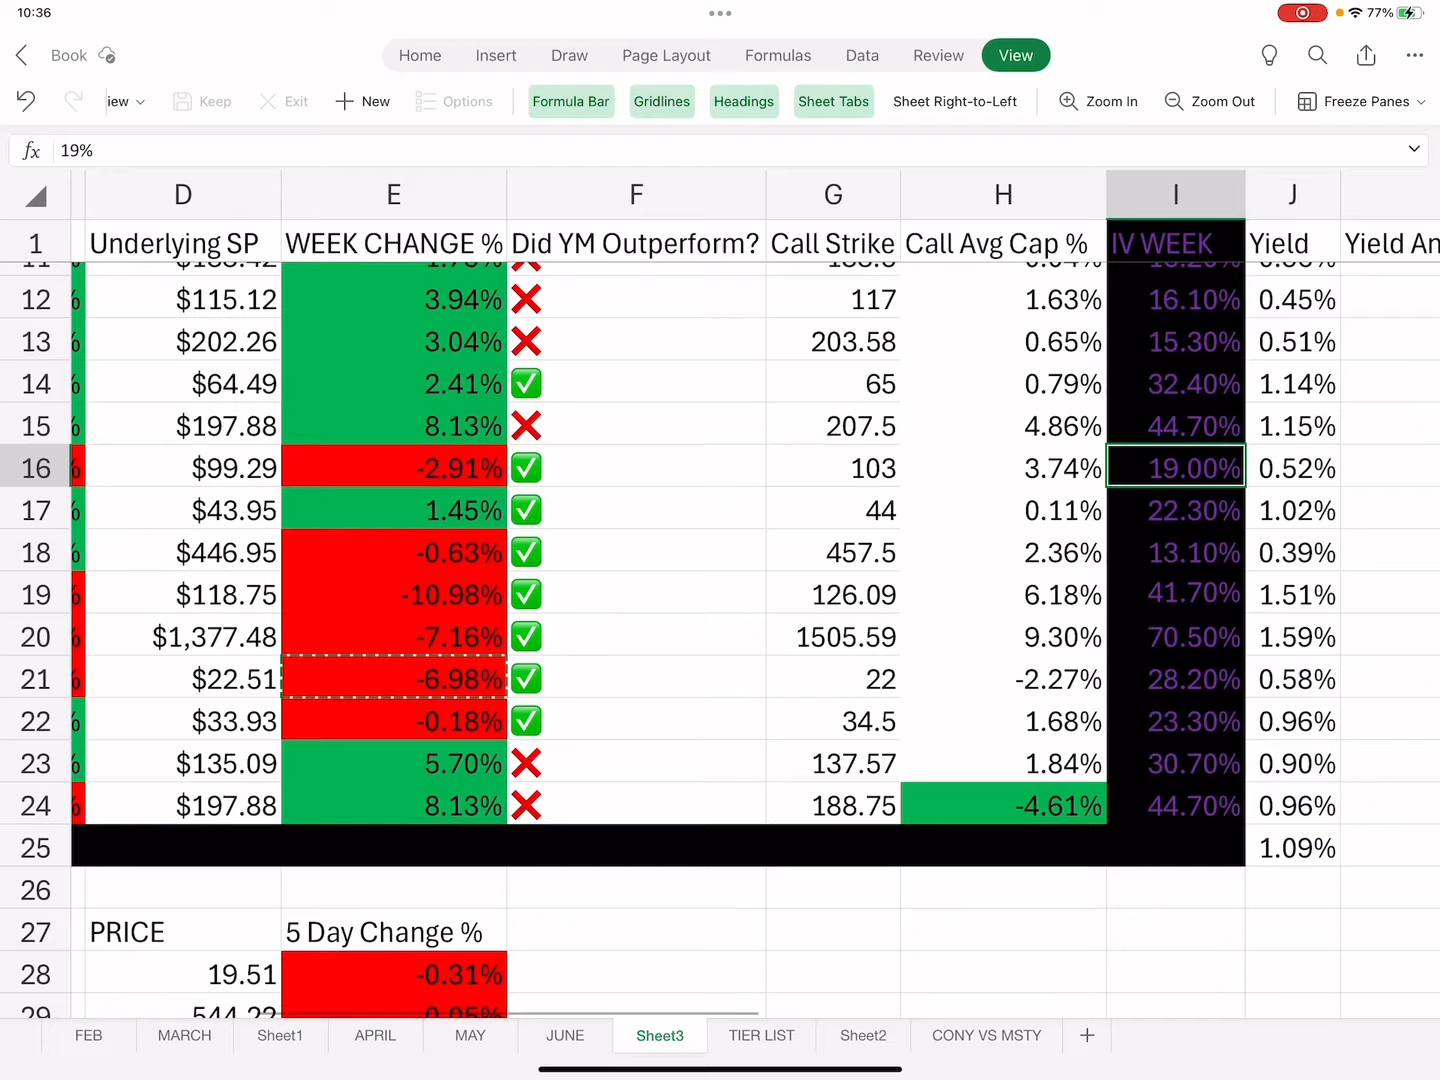 10:36
77%
Book
Home Insert Draw Page Layout Formulas Data Review View
iew Keep Exit New Options Formula Bar Gridlines Headings Sheet Tabs Sheet Right-to-Left Zoom In Zoom Out Freeze Panes
fx 19%
D E F G H I J
1 Underlying SP WEEK CHANGE % Did YM Outperform? Call Strike Call Avg Cap % IV WEEK Yield Yield An
12 % $115.12 3.94% ❌ 117 1.63% 16.10% 0.45%
13 % $202.26 3.04% ❌ 203.58 0.65% 15.30% 0.51%
14 % $64.49 2.41% ✅ 65 0.79% 32.40% 1.14%
15 % $197.88 8.13% ❌ 207.5 4.86% 44.70% 1.15%
16 % $99.29 -2.91% ✅ 103 3.74% 19.00% 0.52%
17 % $43.95 1.45% ✅ 44 0.11% 22.30% 1.02%
18 % $446.95 -0.63% ✅ 457.5 2.36% 13.10% 0.39%
19 % $118.75 -10.98% ✅ 126.09 6.18% 41.70% 1.51%
20 % $1,377.48 -7.16% ✅ 1505.59 9.30% 70.50% 1.59%
21 % $22.51 -6.98% ✅ 22 -2.27% 28.20% 0.58%
22 % $33.93 -0.18% ✅ 34.5 1.68% 23.30% 0.96%
23 % $135.09 5.70% ❌ 137.57 1.84% 30.70% 0.90%
24 % $197.88 8.13% ❌ 188.75 -4.61% 44.70% 0.96%
25 1.09%
26
27 PRICE 5 Day Change %
28 19.51 -0.31%
29
FEB MARCH Sheet1 APRIL MAY JUNE Sheet3 TIER LIST Sheet2 CONY VS MSTY